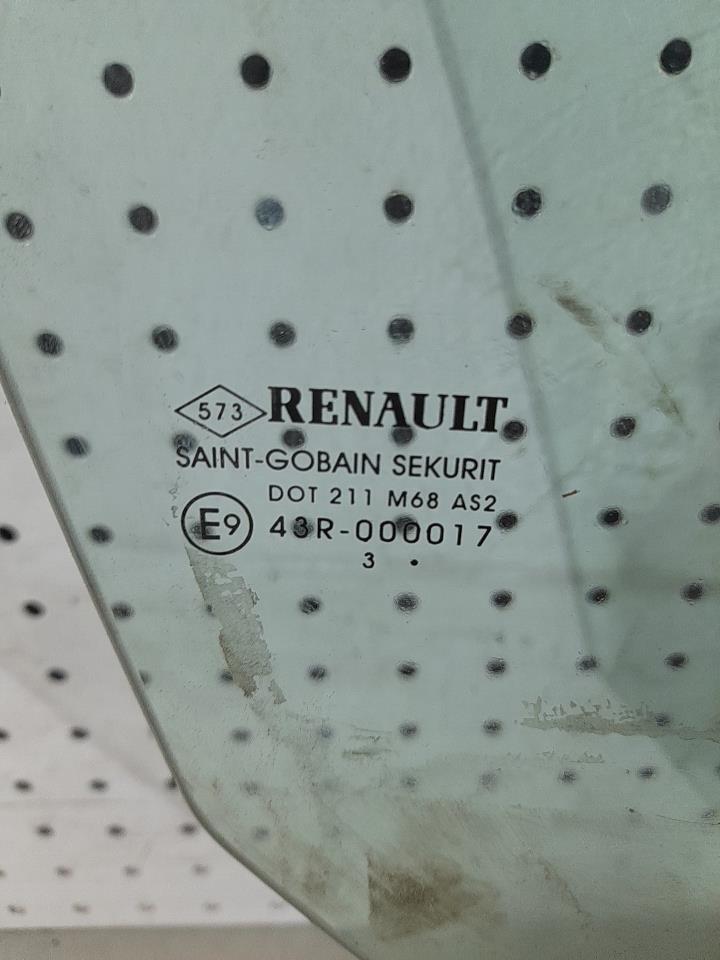 573 RENAULT
SAINT-GOBAIN SEKURIT
DOT 211 M68 AS2
E9 43R-000017
3 •